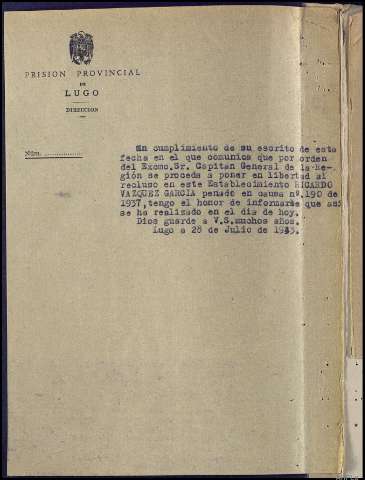 PRISION PROVINCIAL
DE
LUGO
DIRECCION
Núm.
En cumplimiento de su escrito de esta
fecha en el que comunica que por orden
del Excmo.Sr. Capitan General de la Re-
gión se proceda a poner en libertad al
recluso en este Establecimiento RICARDO
VAZQUEZ GARCIA penado en causa nº.190 de
1937,tengo el honor de informarle que así
se ha realizado en el dia de hoy.
Dios guarde a V.S.muchos años.
Lugo a 28 de Julio de